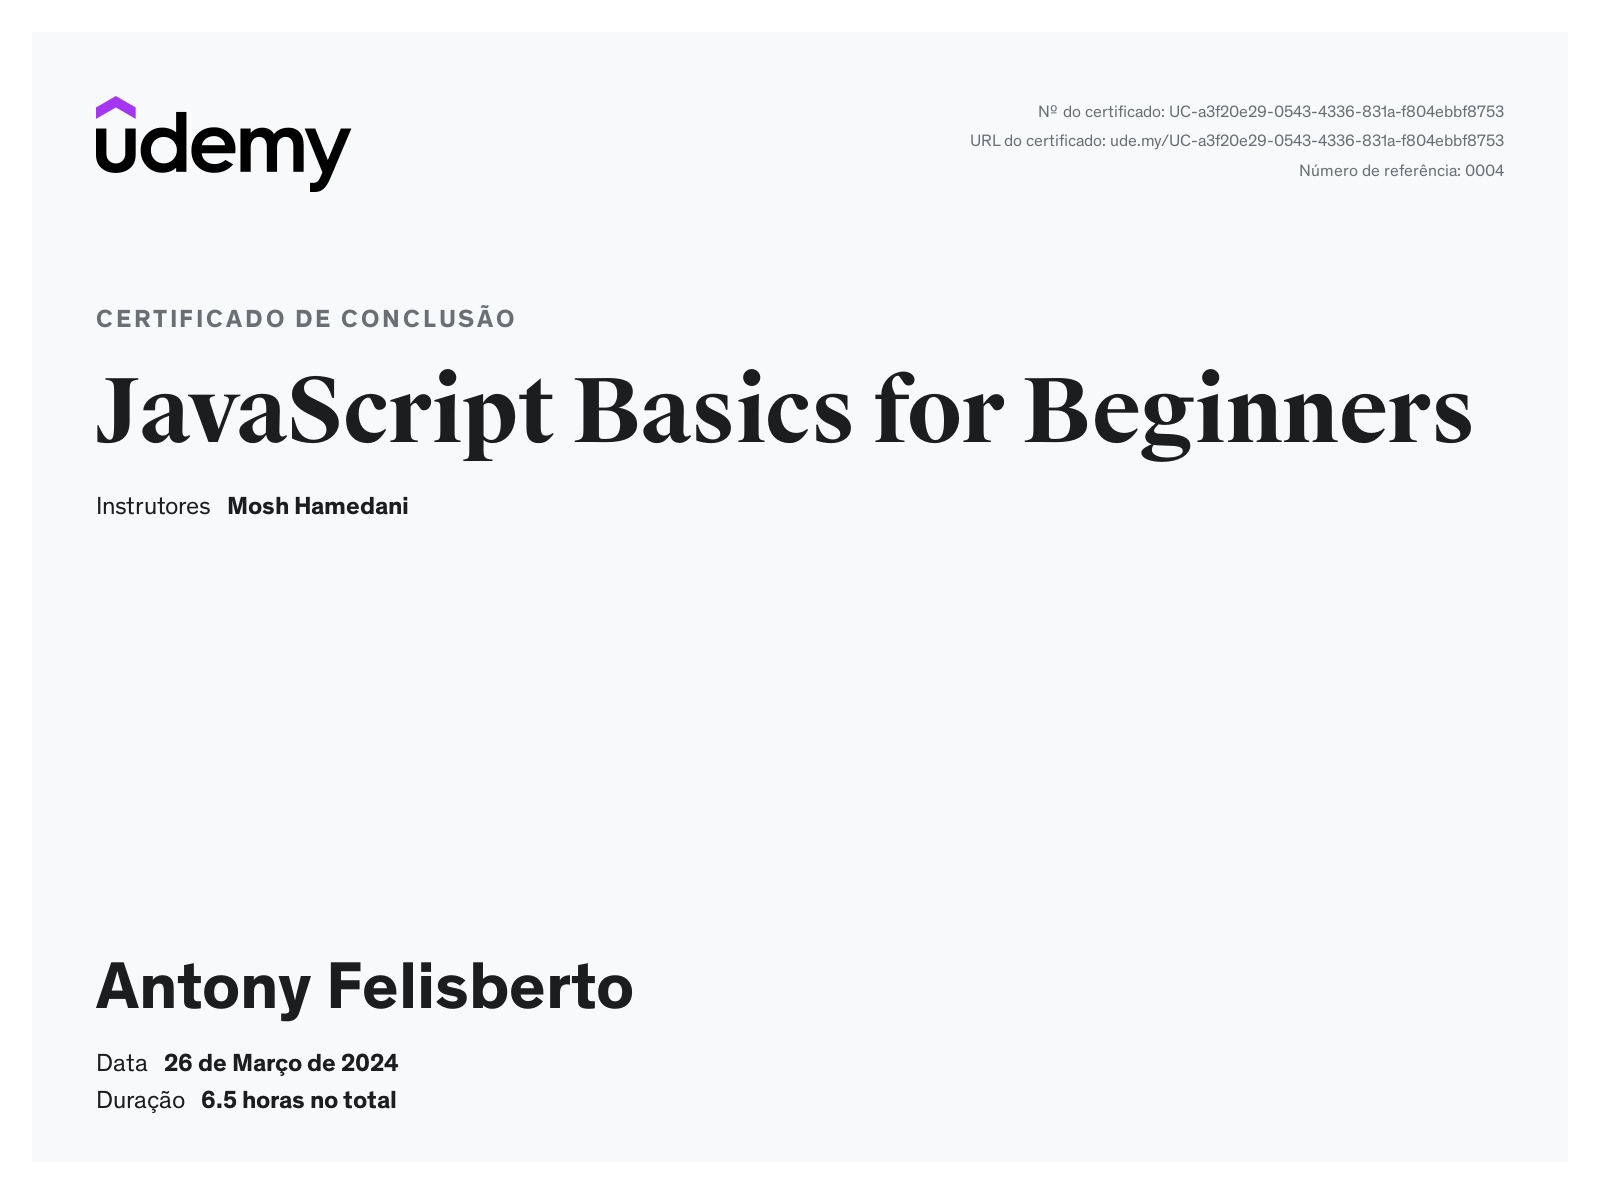 udemy
Nº do certificado: UC-a3f20e29-0543-4336-831a-f804ebbf8753
URL do certificado: ude.my/UC-a3f20e29-0543-4336-831a-f804ebbf8753
Número de referência: 0004
CERTIFICADO DE CONCLUSÃO
JavaScript Basics for Beginners
Instrutores Mosh Hamedani
Antony Felisberto
Data 26 de Março de 2024
Duração 6.5 horas no total